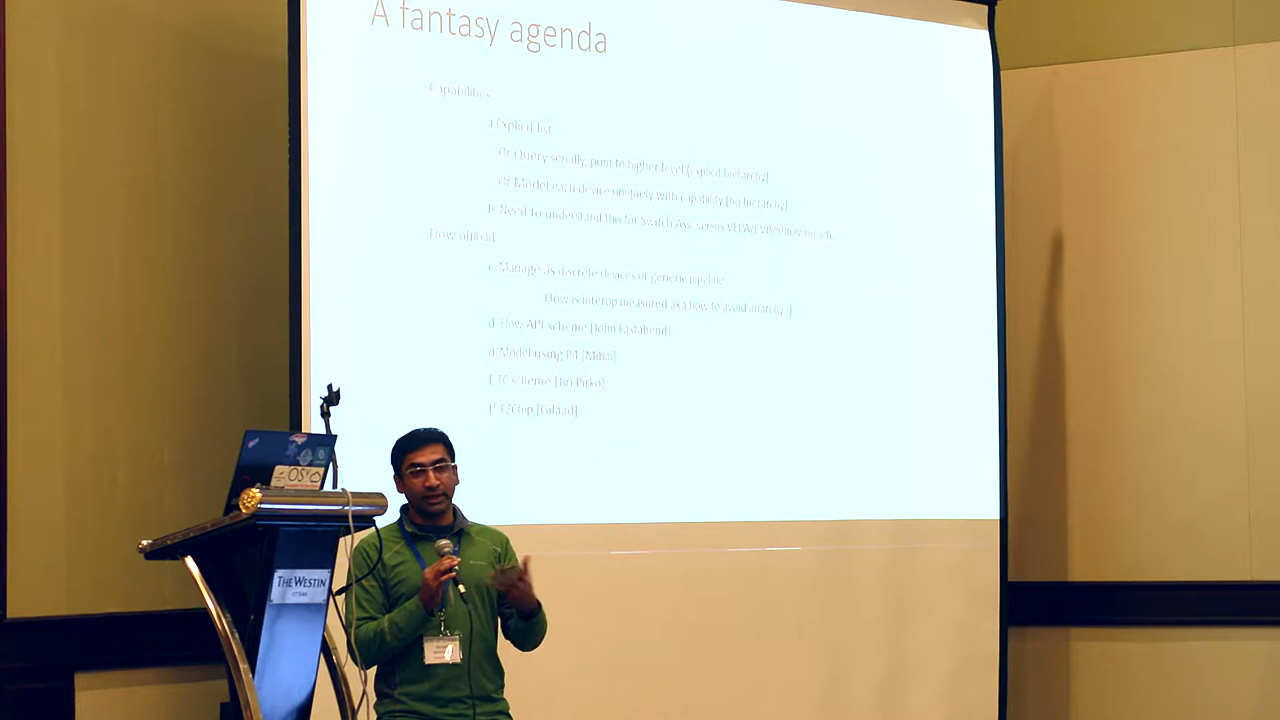 A fantasy agenda
Capabilities
a Explicit list
Or Query serially, punt to higher level (explicit hierarchy)
Or Model each device uniquely with capability (no hierarchy)
b Need to understand this for Switch Asic versus VEPA/EVB/SRIOV nic etc
Flow offload
c Manage as discrete devices or generic pipeline
How is interop measured aka how to avoid anarchy :)
d Flow API scheme [John Fastabend]
d' Model using P4 [Mihai]
f TC scheme [Jiri Pirko]
f' EZChip [Gilaad]
OSv
THE WESTIN
OTTAWA